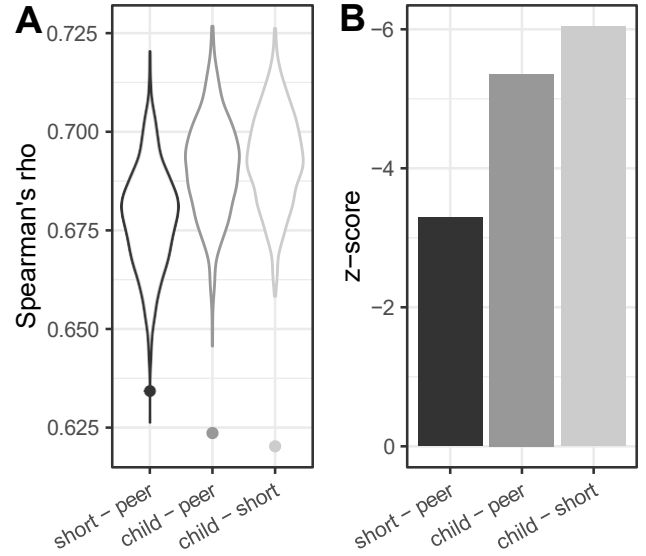 A
Spearman's rho
0.725
0.700
0.675
0.650
0.625
short − peer
child − peer
child − short
B
z−score
−6
−4
−2
0
short − peer
child − peer
child − short